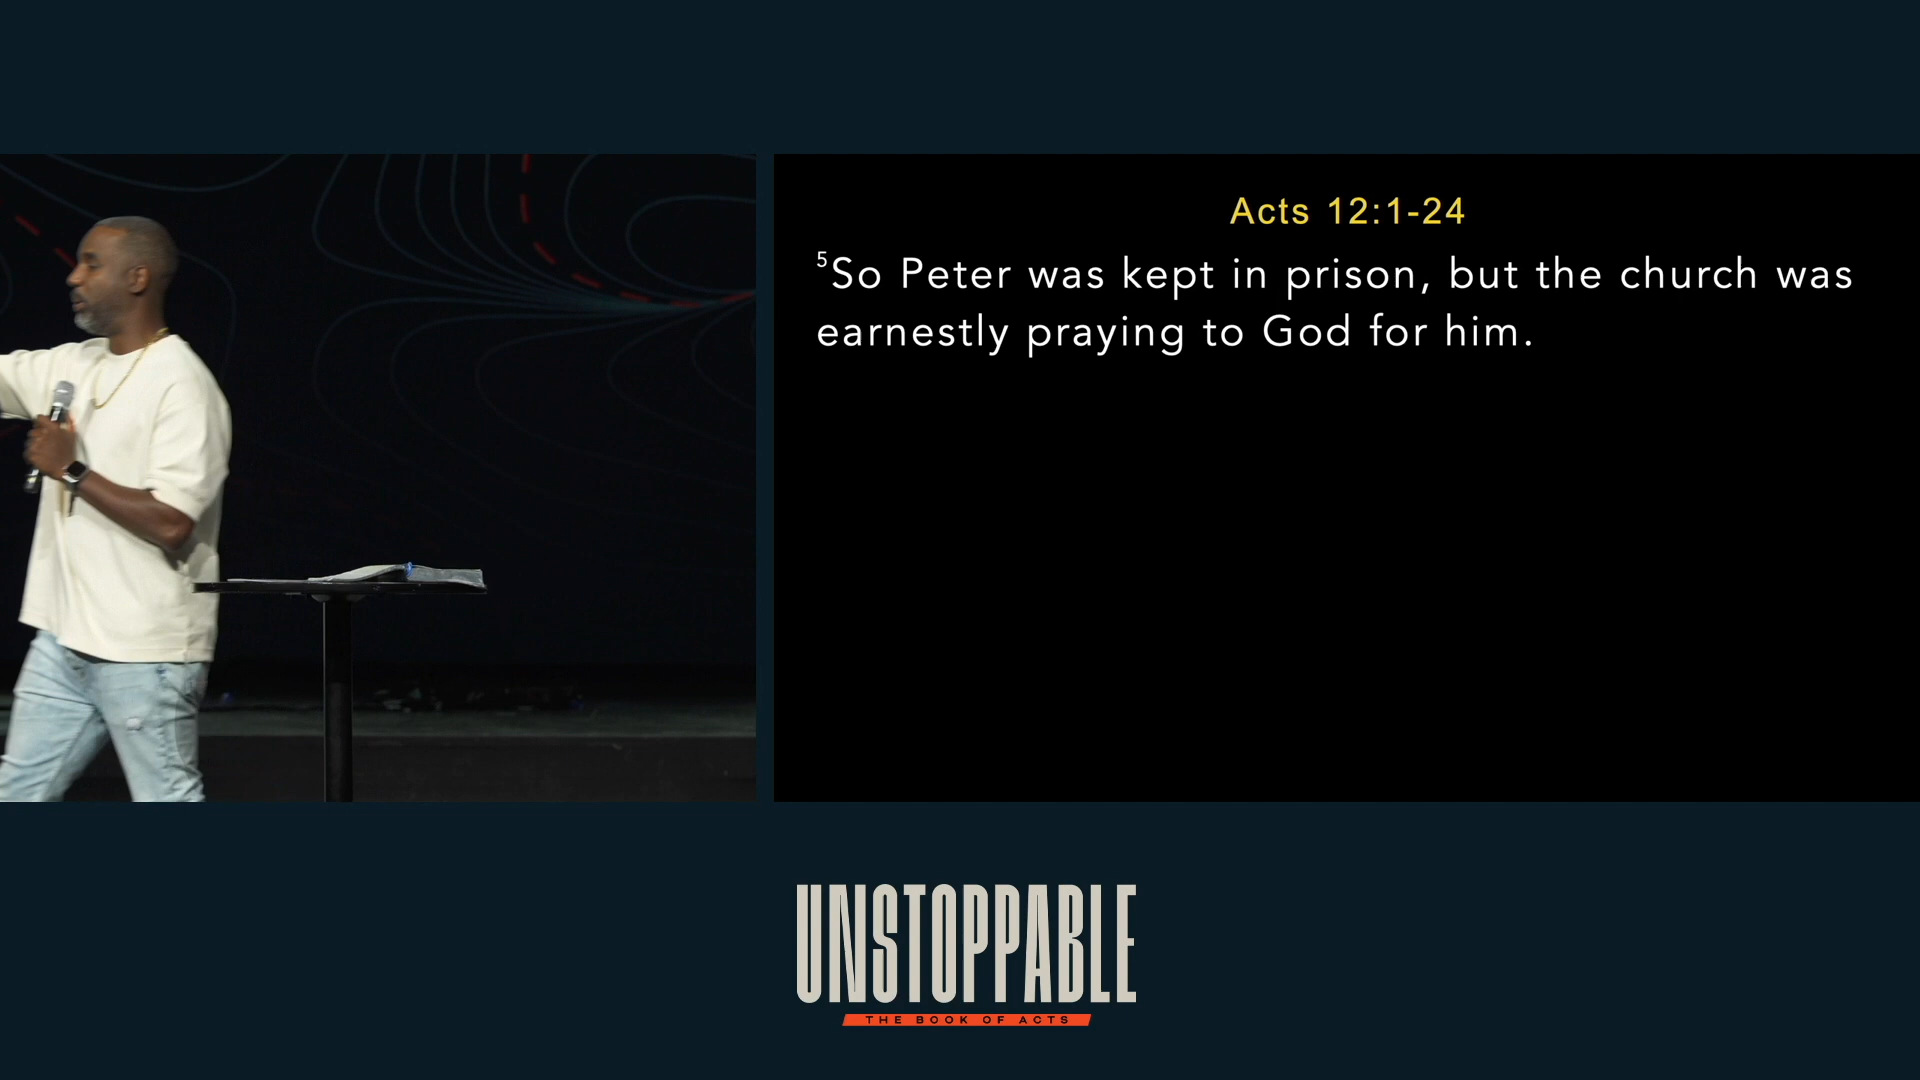 Acts 12:1-24
⁵So Peter was kept in prison, but the church was
earnestly praying to God for him.
UNSTOPPABLE
THE BOOK OF ACTS